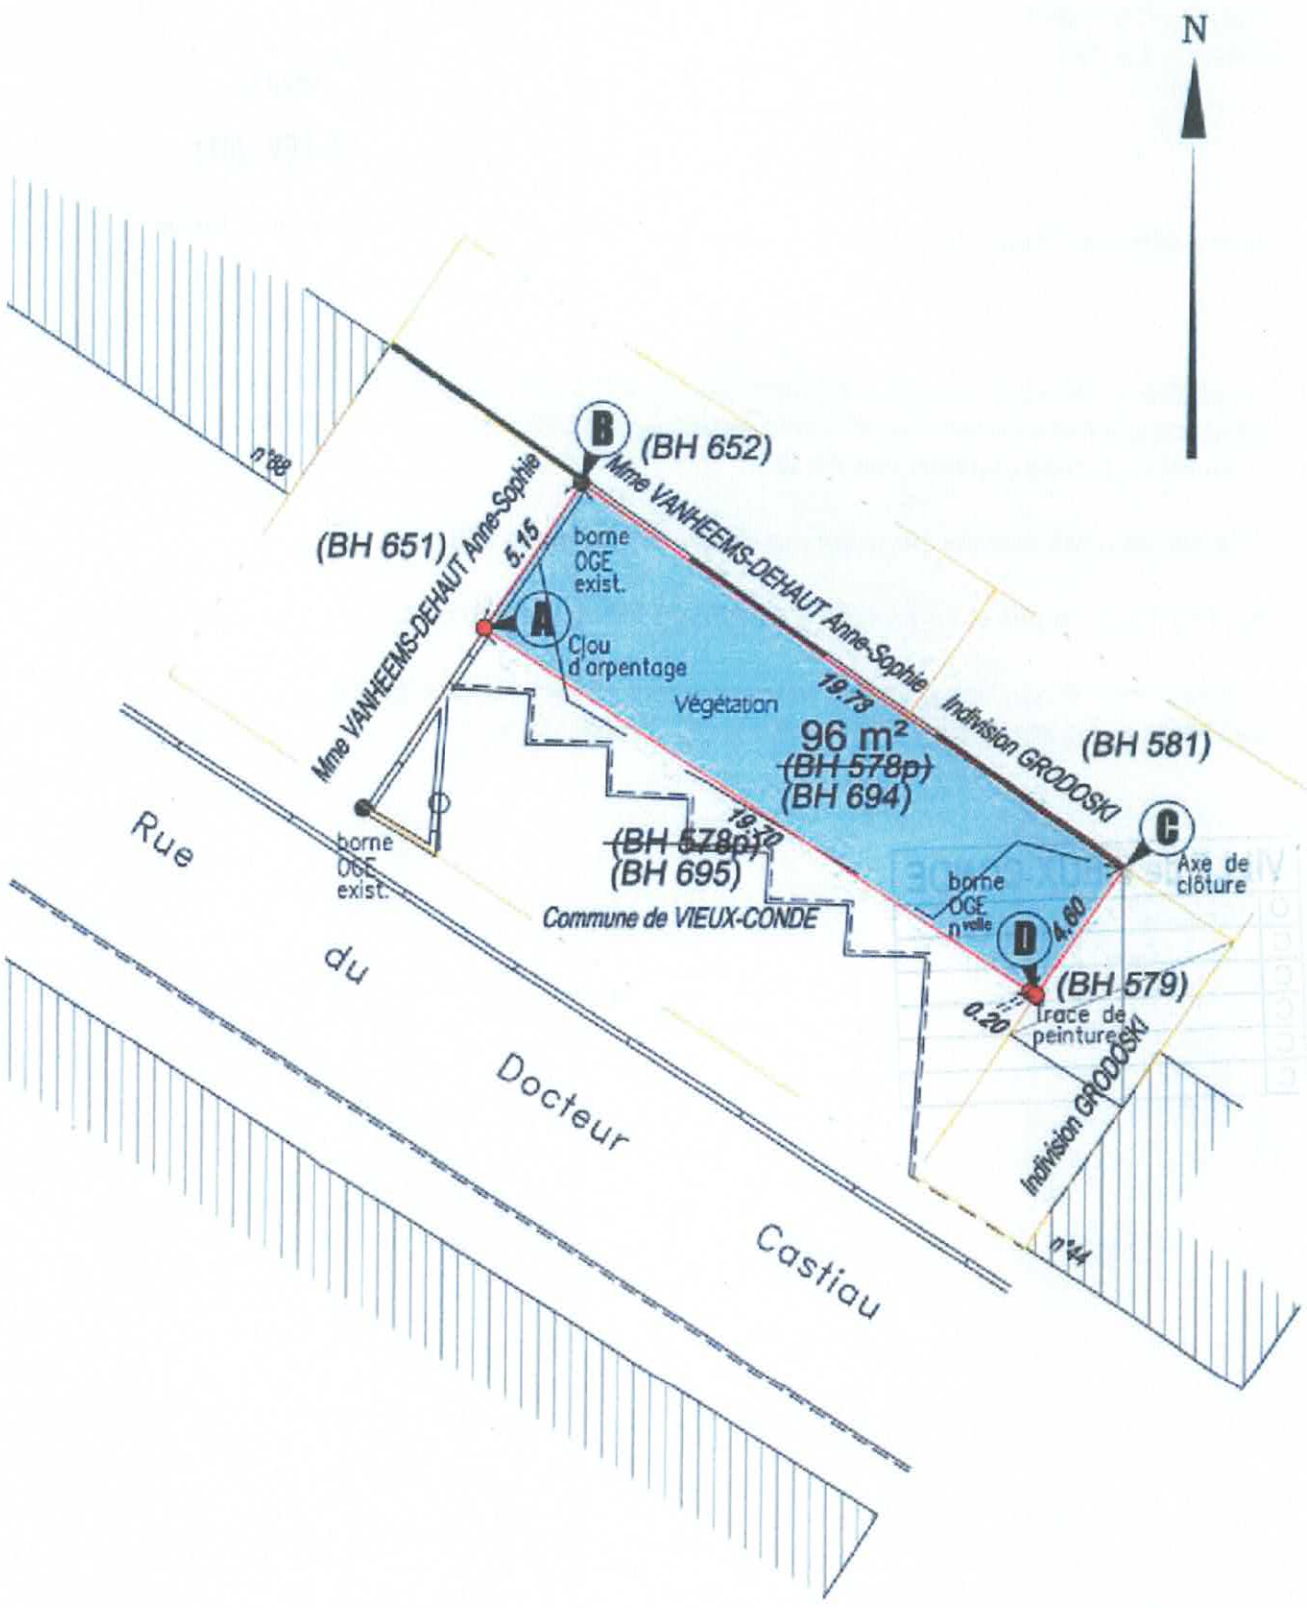 N
B
(BH 652)
n°88
Mme VANHEEMS-DEHAUT Anne-Sophie
(BH 651)
Mme VANHEEMS-DEHAUT Anne-Sophie
5.15
borne
OGE
exist.
A
Clou
d'arpentage
Végétation
19.73
96 m²
(BH 578p)
(BH 694)
Indivision GRODOSKI
(BH 581)
C
Axe de
clôture
19.70
(BH 578p)
(BH 695)
Commune de VIEUX-CONDE
borne
OGE
exist.
borne
OGE
nvelle
D
4.60
(BH 579)
0.20
Trace de
peinture
Indivision GRODOSKI
n°44
Rue
du
Docteur
Castiau